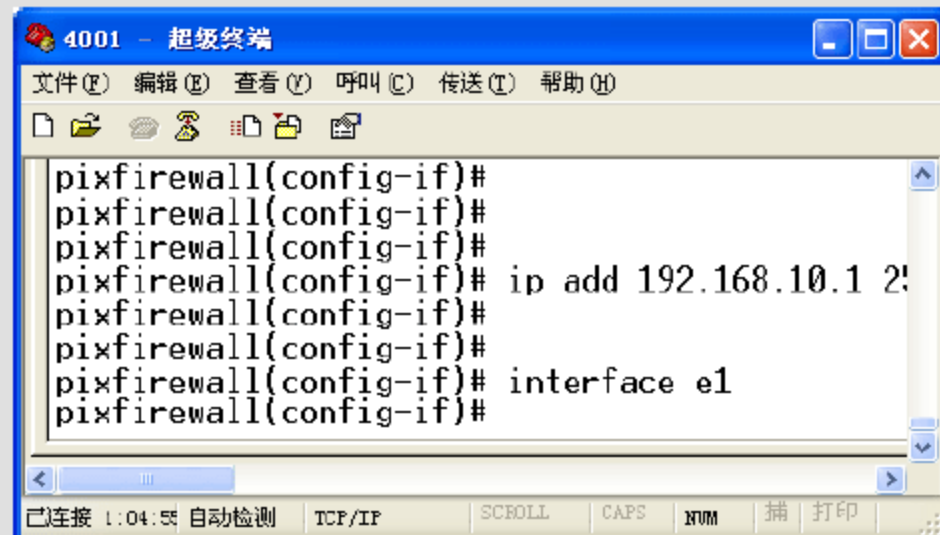 4001 - 超级终端
文件(F) 编辑(E) 查看(V) 呼叫(C) 传送(T) 帮助(H)
pixfirewall(config-if)#
pixfirewall(config-if)#
pixfirewall(config-if)#
pixfirewall(config-if)# ip add 192.168.10.1
pixfirewall(config-if)#
pixfirewall(config-if)#
pixfirewall(config-if)# interface e1
pixfirewall(config-if)#
已连接 1:04:55 自动检测 TCP/IP SCROLL CAPS NUM 捕 打印